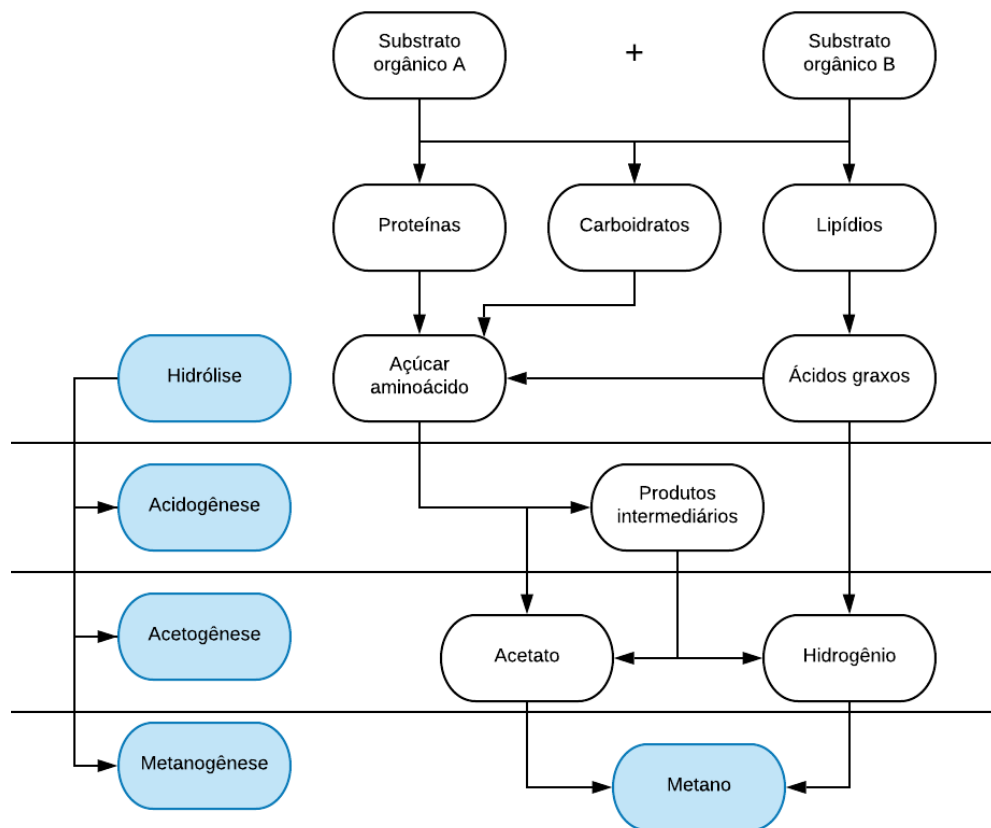 Substrato
orgânico A
+
Substrato
orgânico B
Proteínas
Carboidratos
Lipídios
Hidrólise
Açúcar
aminoácido
Ácidos graxos
Acidogênese
Produtos
intermediários
Acetogênese
Acetato
Hidrogênio
Metanogênese
Metano